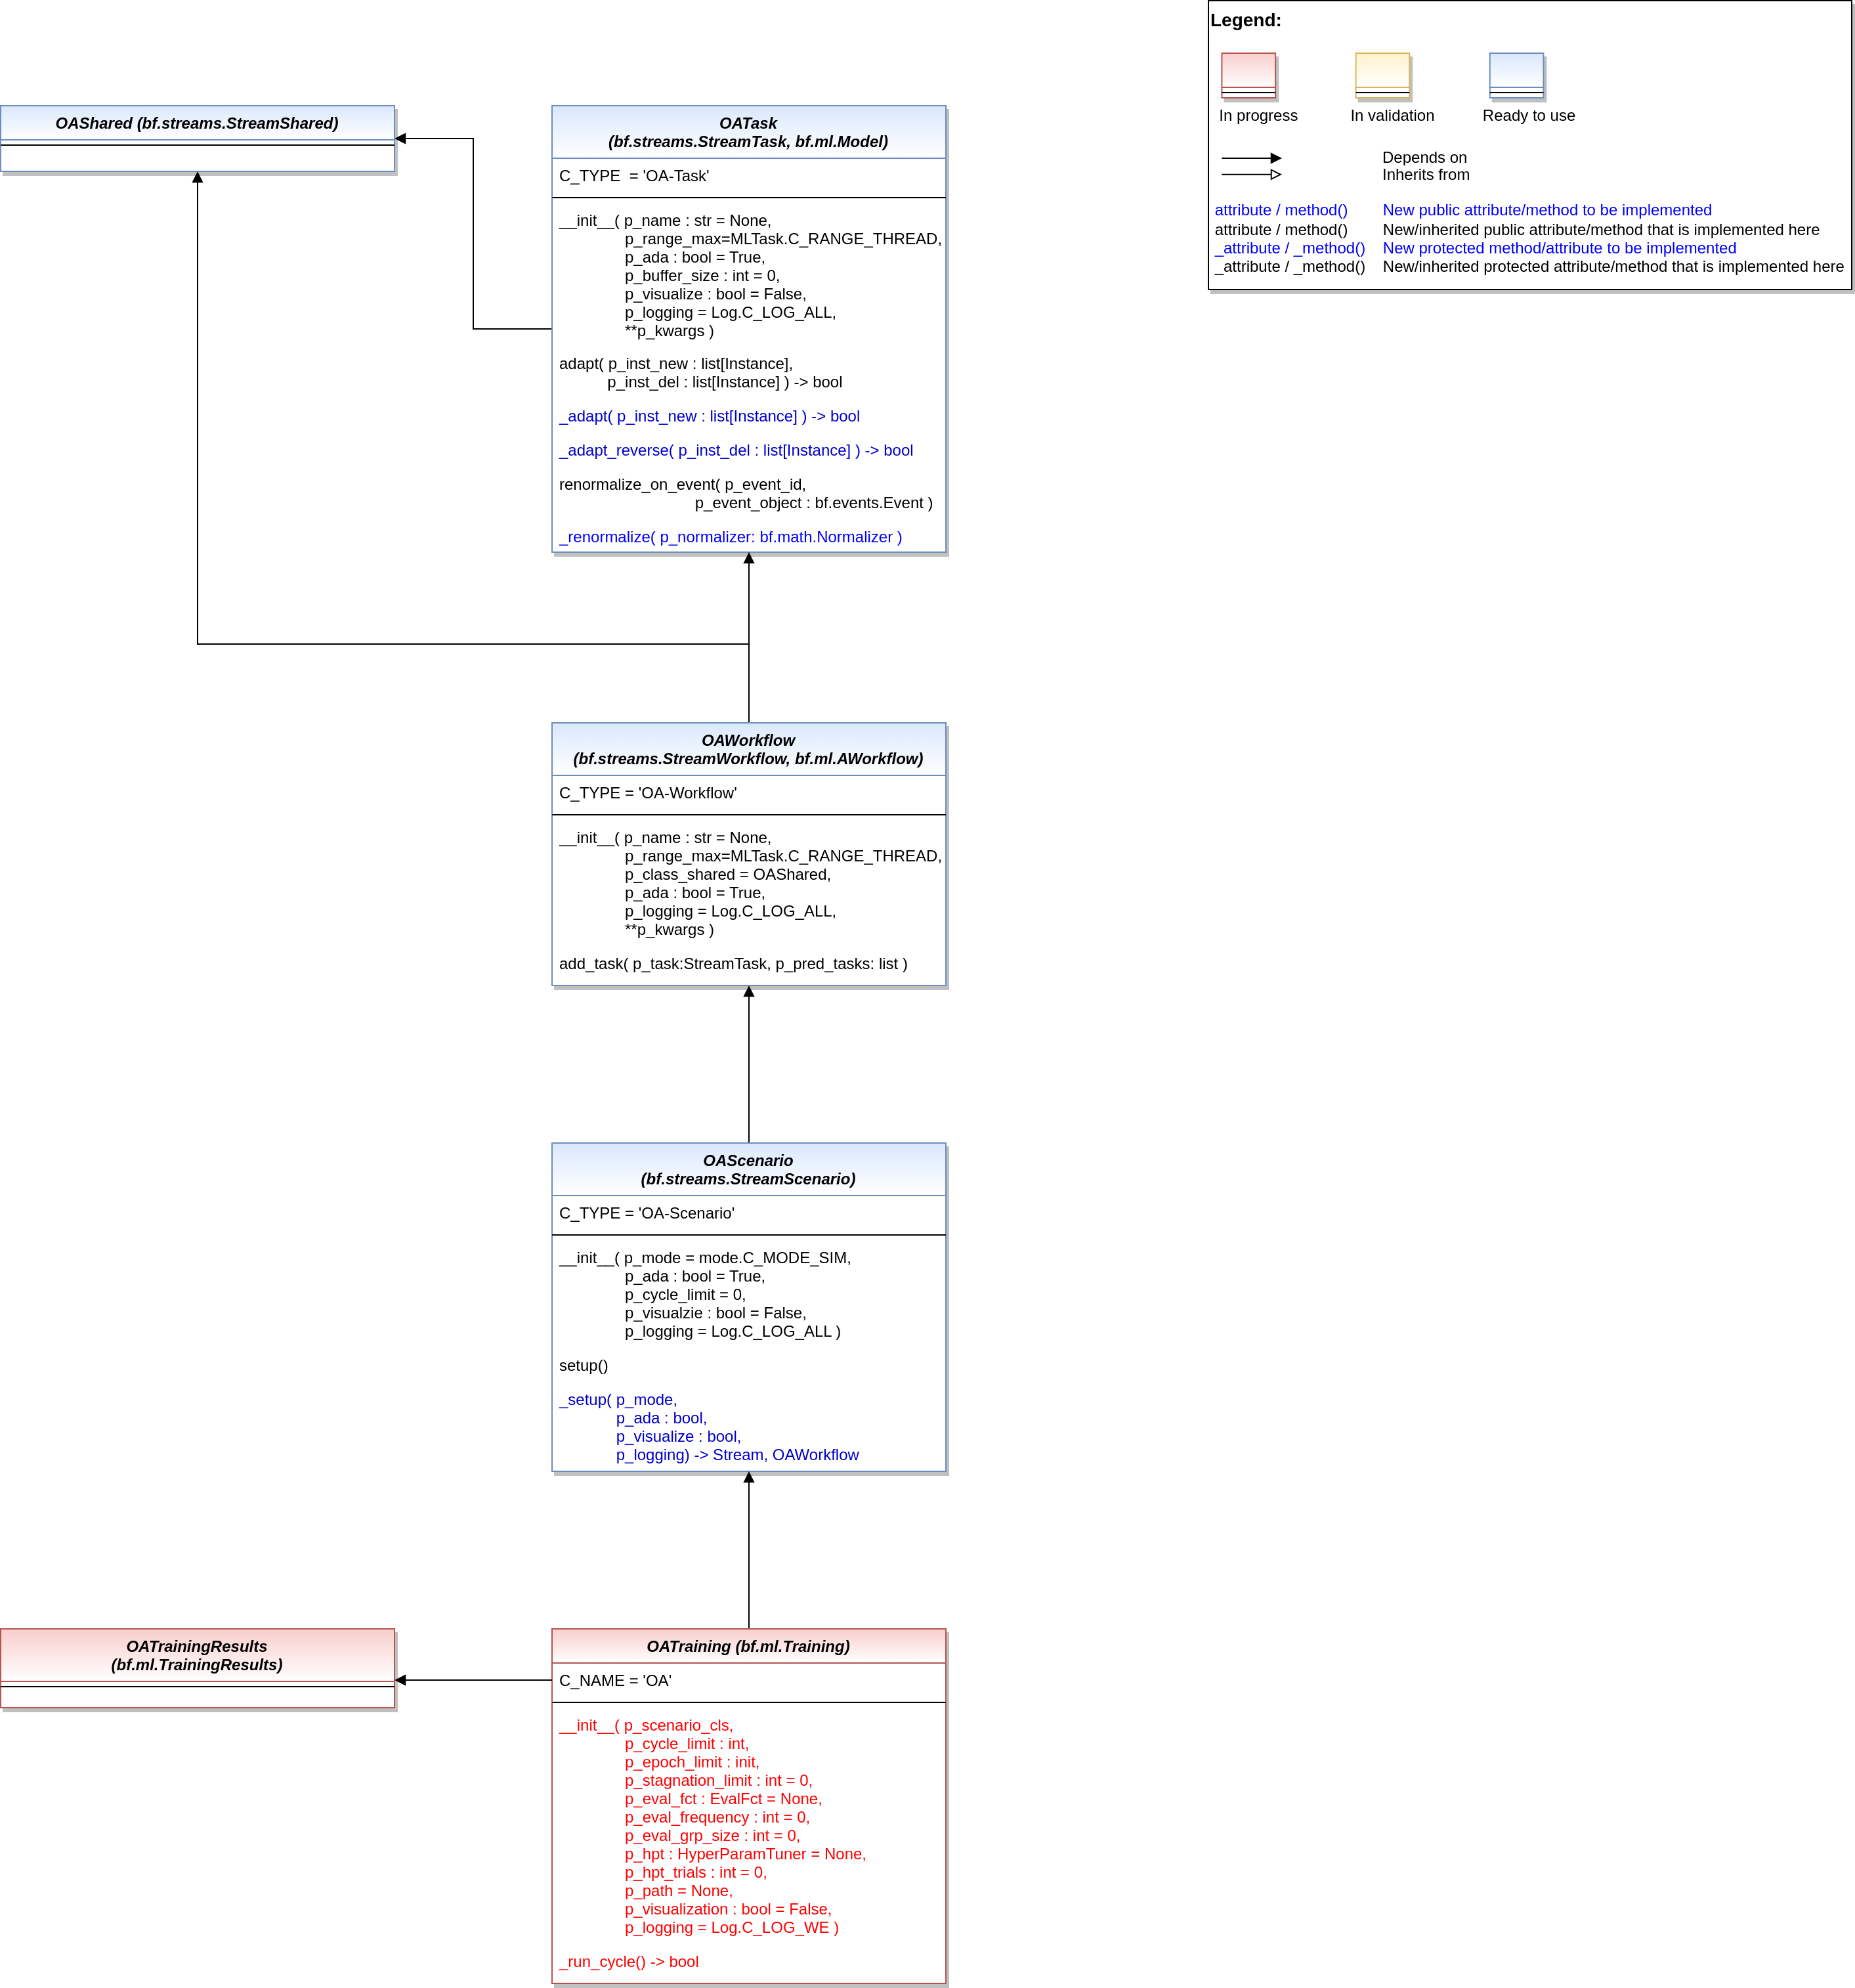 Legend:
In progress
In validation
Ready to use
Depends on
Inherits from
attribute / method() New public attribute/method to be implemented
attribute / method() New/inherited public attribute/method that is implemented here
_attribute / _method() New protected method/attribute to be implemented
_attribute / _method() New/inherited protected attribute/method that is implemented here
OAShared (bf.streams.StreamShared)
OATask
(bf.streams.StreamTask, bf.ml.Model)
C_TYPE  = 'OA-Task'
__init__( p_name : str = None,
p_range_max=MLTask.C_RANGE_THREAD,
p_ada : bool = True,
p_buffer_size : int = 0,
p_visualize : bool = False,
p_logging = Log.C_LOG_ALL,
**p_kwargs )
adapt( p_inst_new : list[Instance],
p_inst_del : list[Instance] ) -> bool
_adapt( p_inst_new : list[Instance] ) -> bool
_adapt_reverse( p_inst_del : list[Instance] ) -> bool
renormalize_on_event( p_event_id,
p_event_object : bf.events.Event )
_renormalize( p_normalizer: bf.math.Normalizer )
OAWorkflow
(bf.streams.StreamWorkflow, bf.ml.AWorkflow)
C_TYPE = 'OA-Workflow'
__init__( p_name : str = None,
p_range_max=MLTask.C_RANGE_THREAD,
p_class_shared = OAShared,
p_ada : bool = True,
p_logging = Log.C_LOG_ALL,
**p_kwargs )
add_task( p_task:StreamTask, p_pred_tasks: list )
OAScenario
(bf.streams.StreamScenario)
C_TYPE = 'OA-Scenario'
__init__( p_mode = mode.C_MODE_SIM,
p_ada : bool = True,
p_cycle_limit = 0,
p_visualzie : bool = False,
p_logging = Log.C_LOG_ALL )
setup()
_setup( p_mode,
p_ada : bool,
p_visualize : bool,
p_logging) -> Stream, OAWorkflow
OATrainingResults
(bf.ml.TrainingResults)
OATraining (bf.ml.Training)
C_NAME = 'OA'
__init__( p_scenario_cls,
p_cycle_limit : int,
p_epoch_limit : init,
p_stagnation_limit : int = 0,
p_eval_fct : EvalFct = None,
p_eval_frequency : int = 0,
p_eval_grp_size : int = 0,
p_hpt : HyperParamTuner = None,
p_hpt_trials : int = 0,
p_path = None,
p_visualization : bool = False,
p_logging = Log.C_LOG_WE )
_run_cycle() -> bool